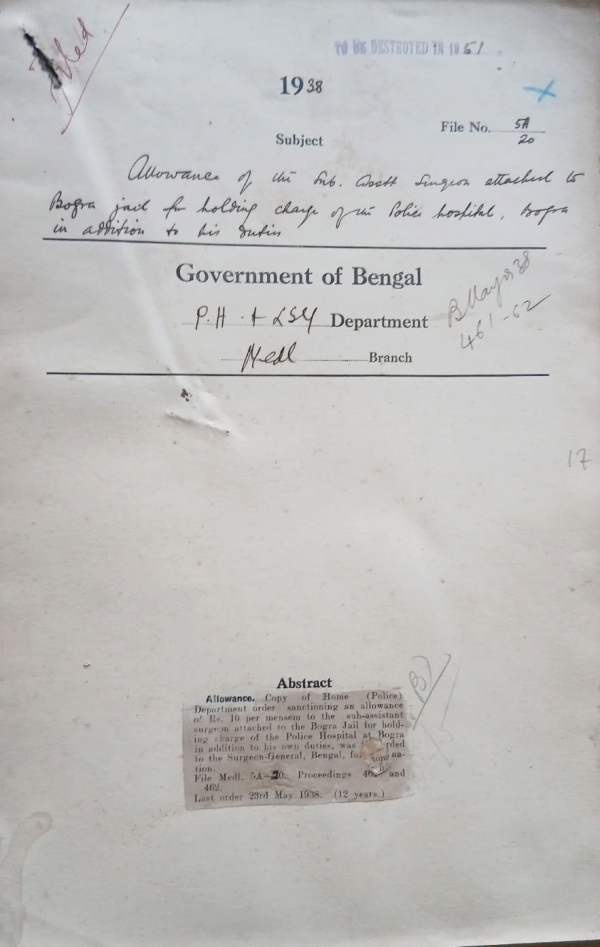 Filed
TO BE DESTROYED IN 1951
1938
File No. 5A
20
Subject
Allowance of the Sub. Asstt Surgeon attached to
Bogra jail for holding charge of the Police hospital, Bogra
in addition to his duties
Government of Bengal
P.H. & LSG Department
Medl Branch
B May 38
461-62
17
Abstract
Allowance. Copy of Home (Police)
Department order sanctioning an allowance
of Rs. 10 per mensem to the sub-assistant
surgeon attached to the Bogra Jail for hold-
ing charge of the Police Hospital at Bogra
in addition to his own duties, was rded
to the Surgeon-General, Bengal, for ma-
tion.
File Medl. 5A-20. Proceedings 46 and
462.
Last order 23rd May 1938. (12 years.)